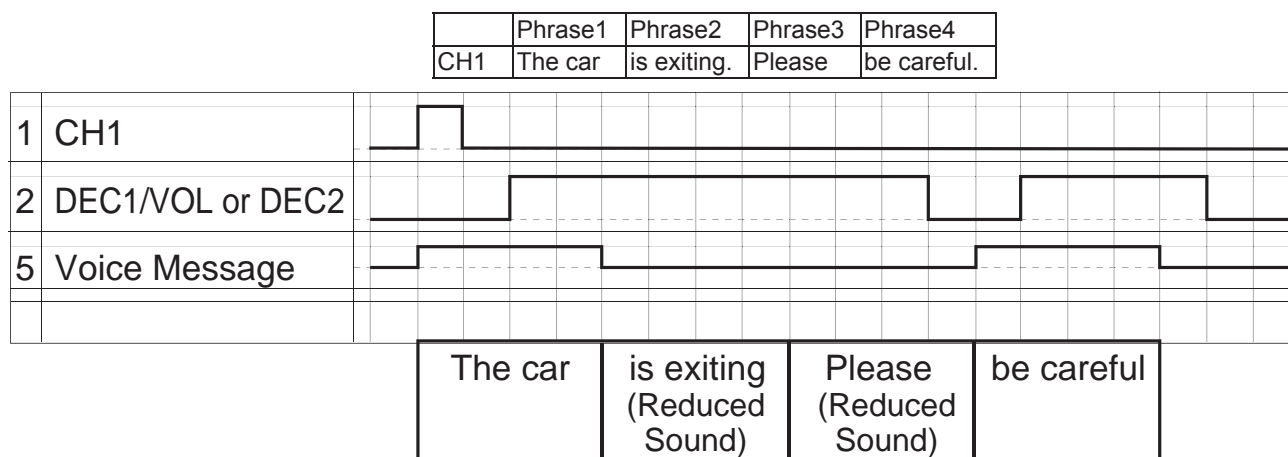 Phrase1 Phrase2 Phrase3 Phrase4
CH1 The car is exiting. Please be careful.
1 CH1
2 DEC1/VOL or DEC2
5 Voice Message
The car is exiting Please be careful
(Reduced (Reduced
Sound) Sound)